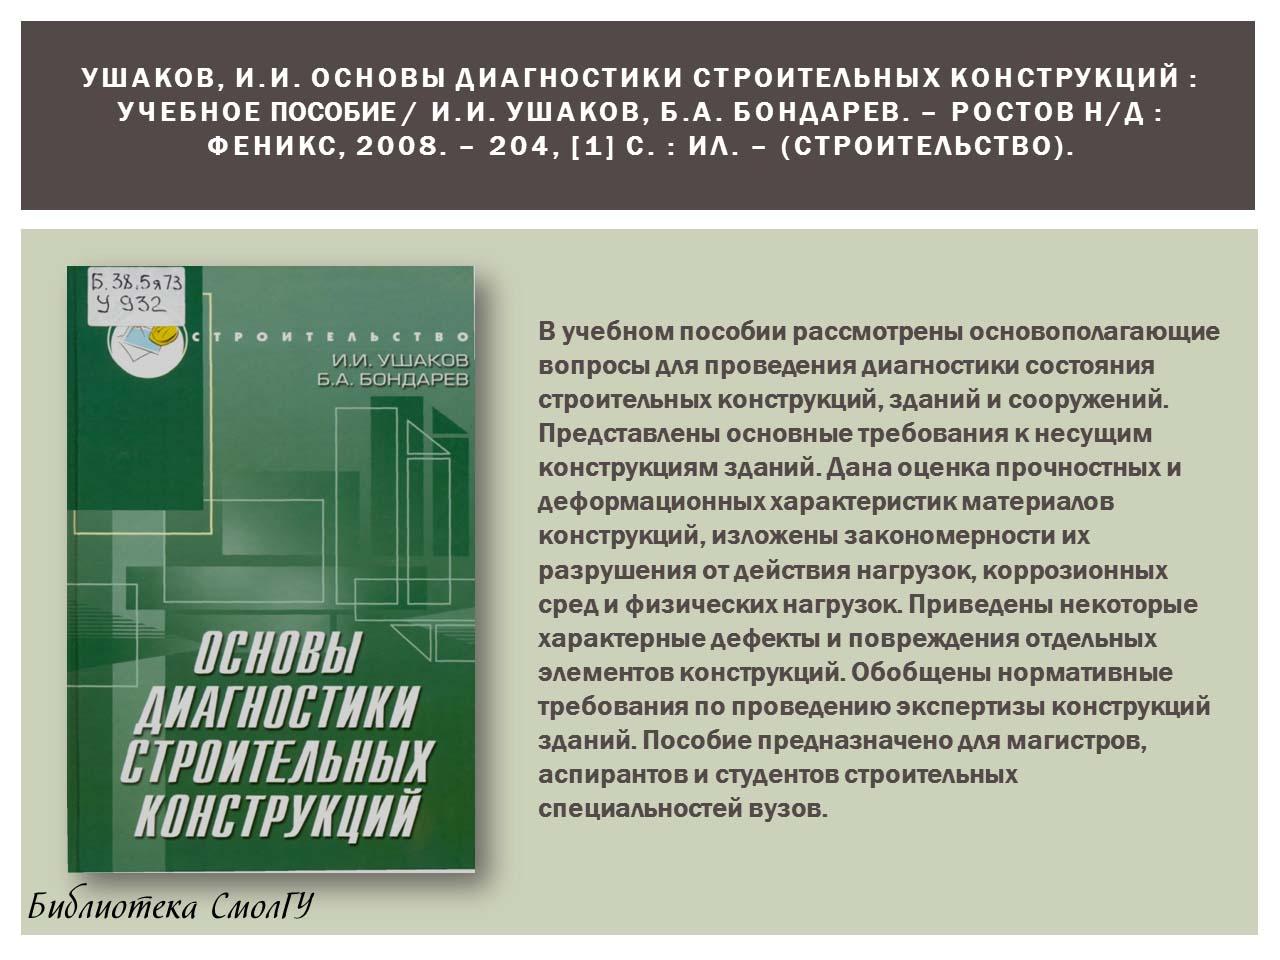 УШАКОВ, И.И. ОСНОВЫ ДИАГНОСТИКИ СТРОИТЕЛЬНЫХ КОНСТРУКЦИЙ :
УЧЕБНОЕ ПОСОБИЕ / И.И. УШАКОВ, Б.А. БОНДАРЕВ. – РОСТОВ Н/Д :
ФЕНИКС, 2008. – 204, [1] С. : ИЛ. – (СТРОИТЕЛЬСТВО).
Б.38.5я73
У 932
СТРОИТЕЛЬСТВО
И.И. УШАКОВ
Б.А. БОНДАРЕВ
ОСНОВЫ
ДИАГНОСТИКИ
СТРОИТЕЛЬНЫХ
КОНСТРУКЦИЙ
В учебном пособии рассмотрены основополагающие
вопросы для проведения диагностики состояния
строительных конструкций, зданий и сооружений.
Представлены основные требования к несущим
конструкциям зданий. Дана оценка прочностных и
деформационных характеристик материалов
конструкций, изложены закономерности их
разрушения от действия нагрузок, коррозионных
сред и физических нагрузок. Приведены некоторые
характерные дефекты и повреждения отдельных
элементов конструкций. Обобщены нормативные
требования по проведению экспертизы конструкций
зданий. Пособие предназначено для магистров,
аспирантов и студентов строительных
специальностей вузов.
Библиотека СмолГУ